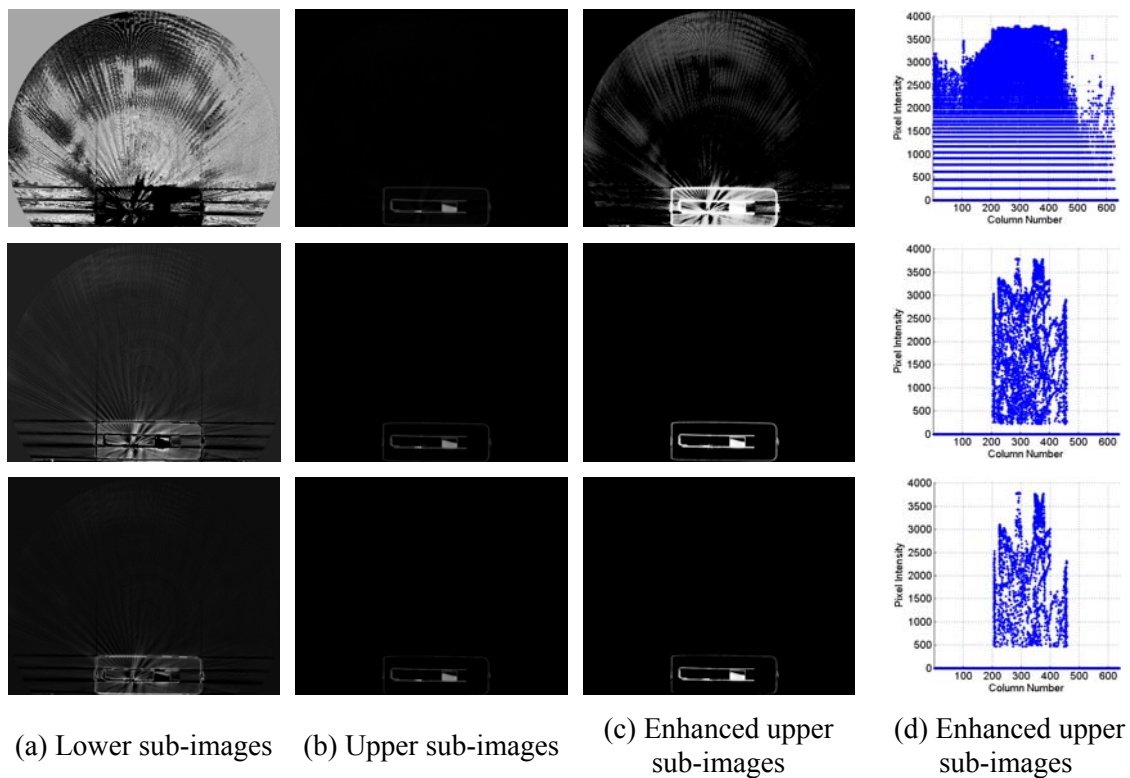 4000
3500
3000
2500
2000
1500
1000
500
0
Pixel Intensity
100 200 300 400 500 600
Column Number
4000
3500
3000
2500
2000
1500
1000
500
0
Pixel Intensity
100 200 300 400 500 600
Column Number
4000
3500
3000
2500
2000
1500
1000
500
0
Pixel Intensity
100 200 300 400 500 600
Column Number
(a) Lower sub-images
(b) Upper sub-images
(c) Enhanced upper
sub-images
(d) Enhanced upper
sub-images